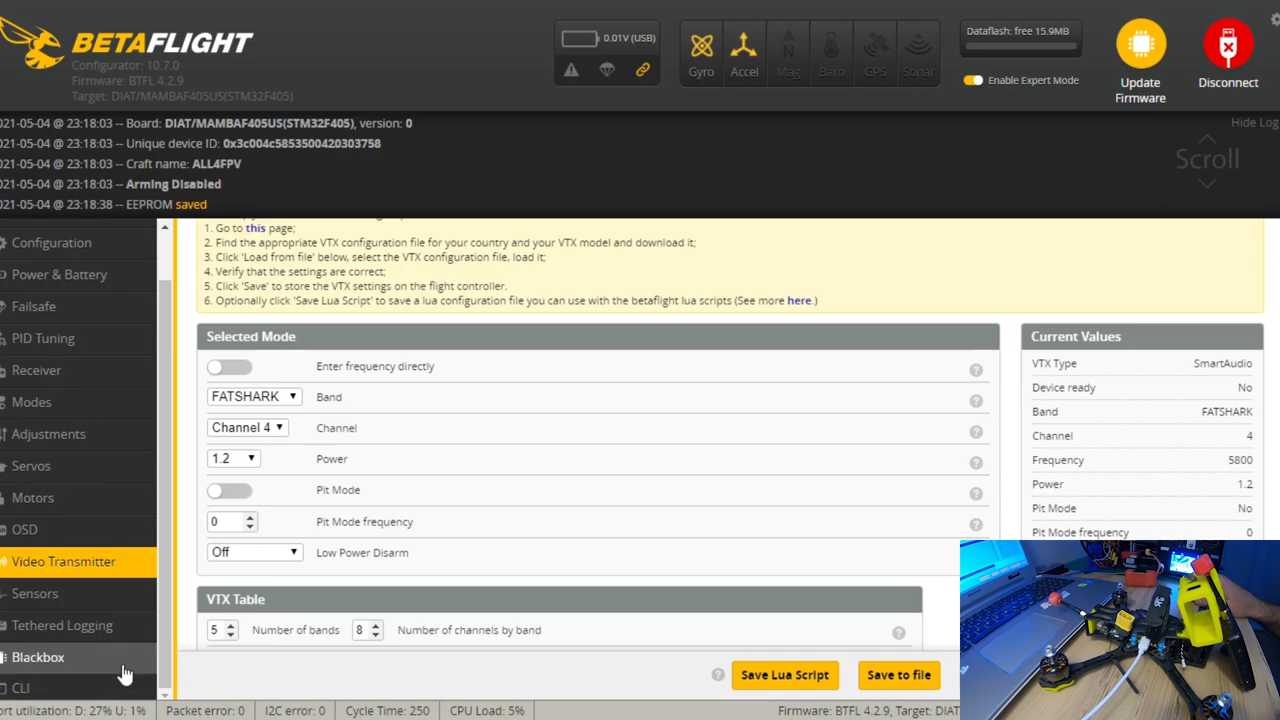 BETAFLIGHT
Configurator: 10.7.0
Firmware: BTFL 4.2.9
Target: DIAT/MAMBAF405US(STM32F405)
0.01V (USB)
Gyro
Accel
Mag
Baro
GPS
Sonar
Dataflash: free 15.9MB
Enable Expert Mode
Update
Firmware
Disconnect
Hide Log
021-05-04 @ 23:18:03 -- Board: DIAT/MAMBAF405US(STM32F405), version: 0
021-05-04 @ 23:18:03 -- Unique device ID: 0x3c004c5853500420303758
021-05-04 @ 23:18:03 -- Craft name: ALL4FPV
021-05-04 @ 23:18:03 -- Arming Disabled
021-05-04 @ 23:18:38 -- EEPROM saved
Scroll
Configuration
Power & Battery
Failsafe
PID Tuning
Receiver
Modes
Adjustments
Servos
Motors
OSD
Video Transmitter
Sensors
Tethered Logging
Blackbox
CLI
1. Go to this page;
2. Find the appropriate VTX configuration file for your country and your VTX model and download it;
3. Click 'Load from file' below, select the VTX configuration file, load it;
4. Verify that the settings are correct;
5. Click 'Save' to store the VTX settings on the flight controller.
6. Optionally click 'Save Lua Script' to save a lua configuration file you can use with the betaflight lua scripts (See more here.)
Selected Mode
Enter frequency directly
FATSHARK Band
Channel 4 Channel
1.2 Power
Pit Mode
0 Pit Mode frequency
Off Low Power Disarm
Current Values
VTX Type SmartAudio
Device ready No
Band FATSHARK
Channel 4
Frequency 5800
Power 1.2
Pit Mode No
Pit Mode frequency 0
VTX Table
5 Number of bands 8 Number of channels by band
Save Lua Script
Save to file
ort utilization: D: 27% U: 1%
Packet error: 0
I2C error: 0
Cycle Time: 250
CPU Load: 5%
Firmware: BTFL 4.2.9, Target: DIAT